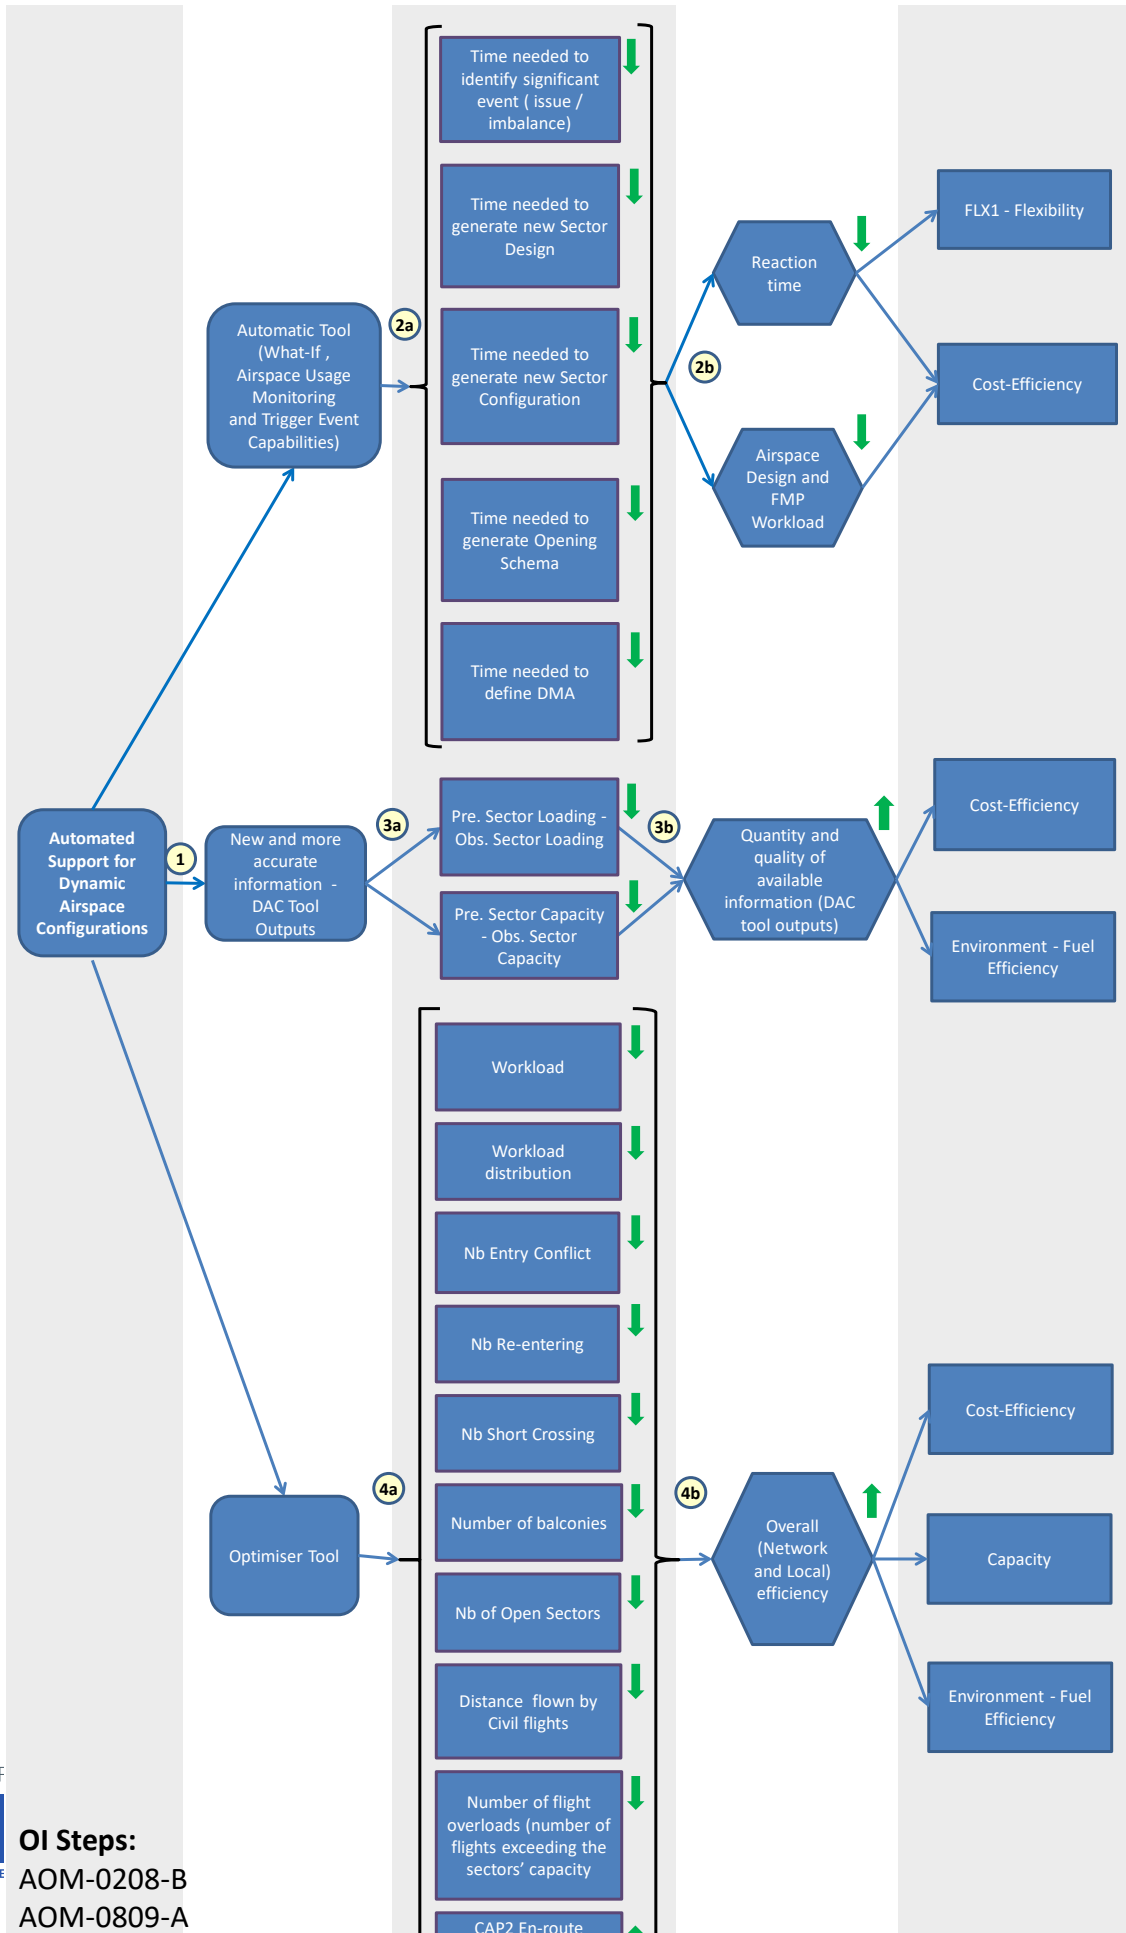 Time needed to
identify significant
event ( issue /
imbalance)
Time needed to
generate new Sector
Design
Time needed to
generate new Sector
Configuration
Time needed to
generate Opening
Schema
Time needed to
define DMA
Automatic Tool
(What-If ,
Airspace Usage
Monitoring
and Trigger Event
Capabilities)
2a
2b
Reaction
time
Airspace
Design and
FMP
Workload
FLX1 - Flexibility
Cost-Efficiency
Automated
Support for
Dynamic
Airspace
Configurations
1
New and more
accurate
information -
DAC Tool
Outputs
3a
Pre. Sector Loading -
Obs. Sector Loading
Pre. Sector Capacity
- Obs. Sector
Capacity
3b
Quantity and
quality of
available
information (DAC
tool outputs)
Cost-Efficiency
Environment - Fuel
Efficiency
Optimiser Tool
4a
Workload
Workload
distribution
Nb Entry Conflict
Nb Re-entering
Nb Short Crossing
Number of balconies
Nb of Open Sectors
Distance flown by
Civil flights
Number of flight
overloads (number of
flights exceeding the
sectors’ capacity
CAP2 En-route
4b
Overall
(Network
and Local)
efficiency
Cost-Efficiency
Capacity
Environment - Fuel
Efficiency
OI Steps:
AOM-0208-B
AOM-0809-A